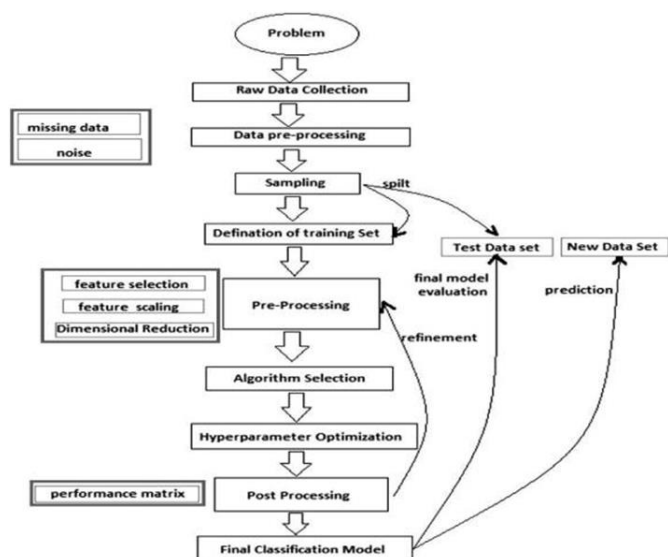 Problem
Raw Data Collection
missing data
noise
Data pre-processing
Sampling
spilt
Defination of training Set
Test Data set
New Data Set
feature selection
feature scaling
Dimensional Reduction
Pre-Processing
final model
evaluation
prediction
refinement
Algorithm Selection
Hyperparameter Optimization
performance matrix
Post Processing
Final Classification Model